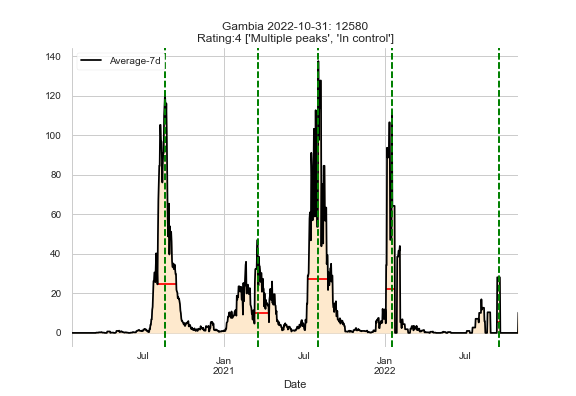 Gambia 2022-10-31: 12580
Rating:4 ['Multiple peaks', 'In control']
140
Average-7d
120
100
80
60
40
20
0
Jul
Jan
2021
Jul
Jan
2022
Jul
Date